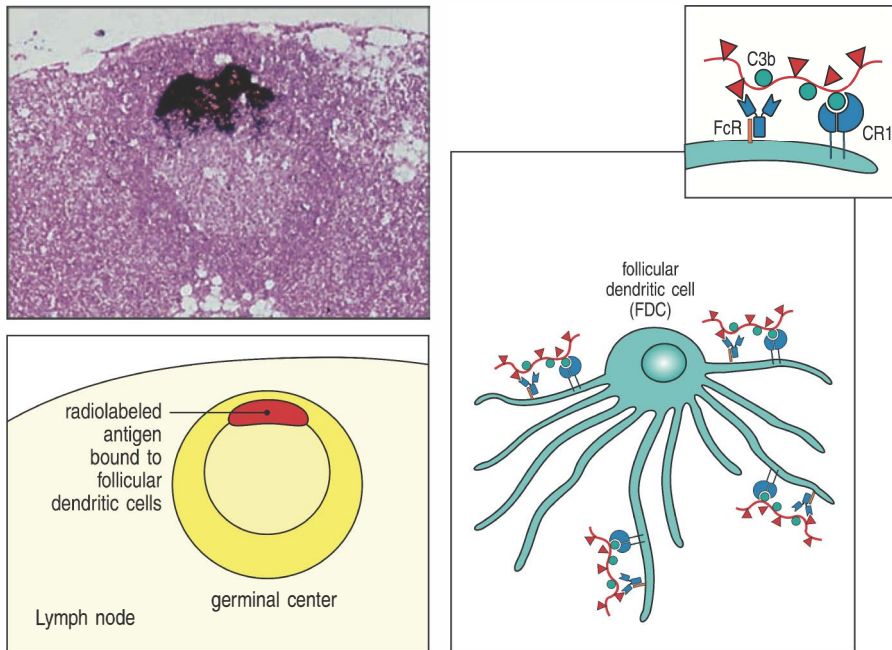 radiolabeled
antigen
bound to
follicular
dendritic cells
germinal center
Lymph node
C3b
FcR
CR1
follicular
dendritic cell
(FDC)